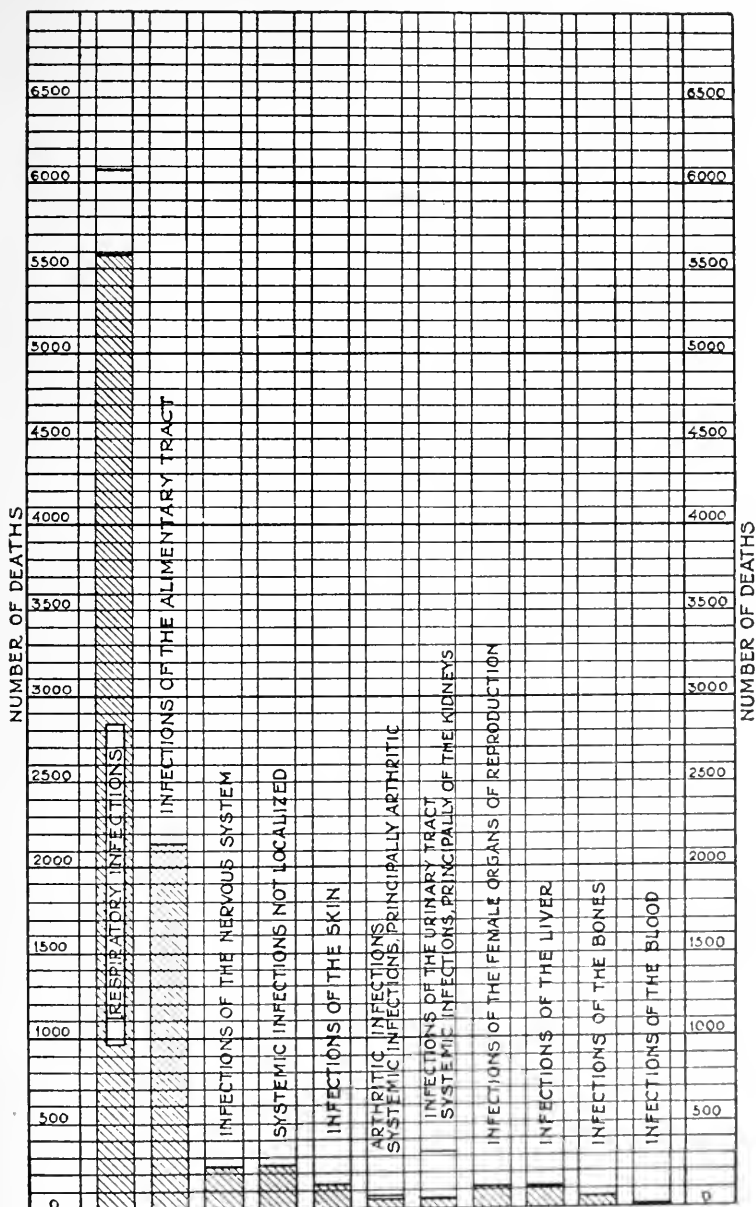 NUMBER OF DEATHS
6500
6000
5500
5000
4500
4000
3500
3000
2500
2000
1500
1000
500
0
RESPIRATORY INFECTIONS
INFECTIONS OF THE ALIMENTARY TRACT
INFECTIONS OF THE NERVOUS SYSTEM
SYSTEMIC INFECTIONS NOT LOCALIZED
INFECTIONS OF THE SKIN
ARTHRITIC INFECTIONS
SYSTEMIC INFECTIONS, PRINCIPALLY ARTHRITIC
INFECTIONS OF THE URINARY TRACT
SYSTEMIC INFECTIONS, PRINCIPALLY OF THE KIDNEYS
INFECTIONS OF THE FEMALE ORGANS OF REPRODUCTION
INFECTIONS OF THE LIVER
INFECTIONS OF THE BONES
INFECTIONS OF THE BLOOD
6500
6000
5500
5000
4500
4000
3500
3000
2500
2000
1500
1000
500
0
NUMBER OF DEATHS